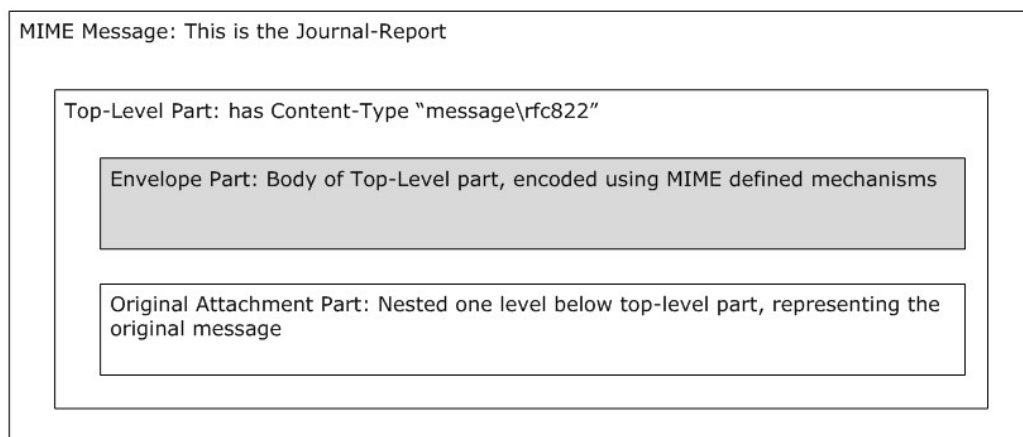 MIME Message: This is the Journal-Report
Top-Level Part: has Content-Type “message\rfc822”
Envelope Part: Body of Top-Level part, encoded using MIME defined mechanisms
Original Attachment Part: Nested one level below top-level part, representing the
original message